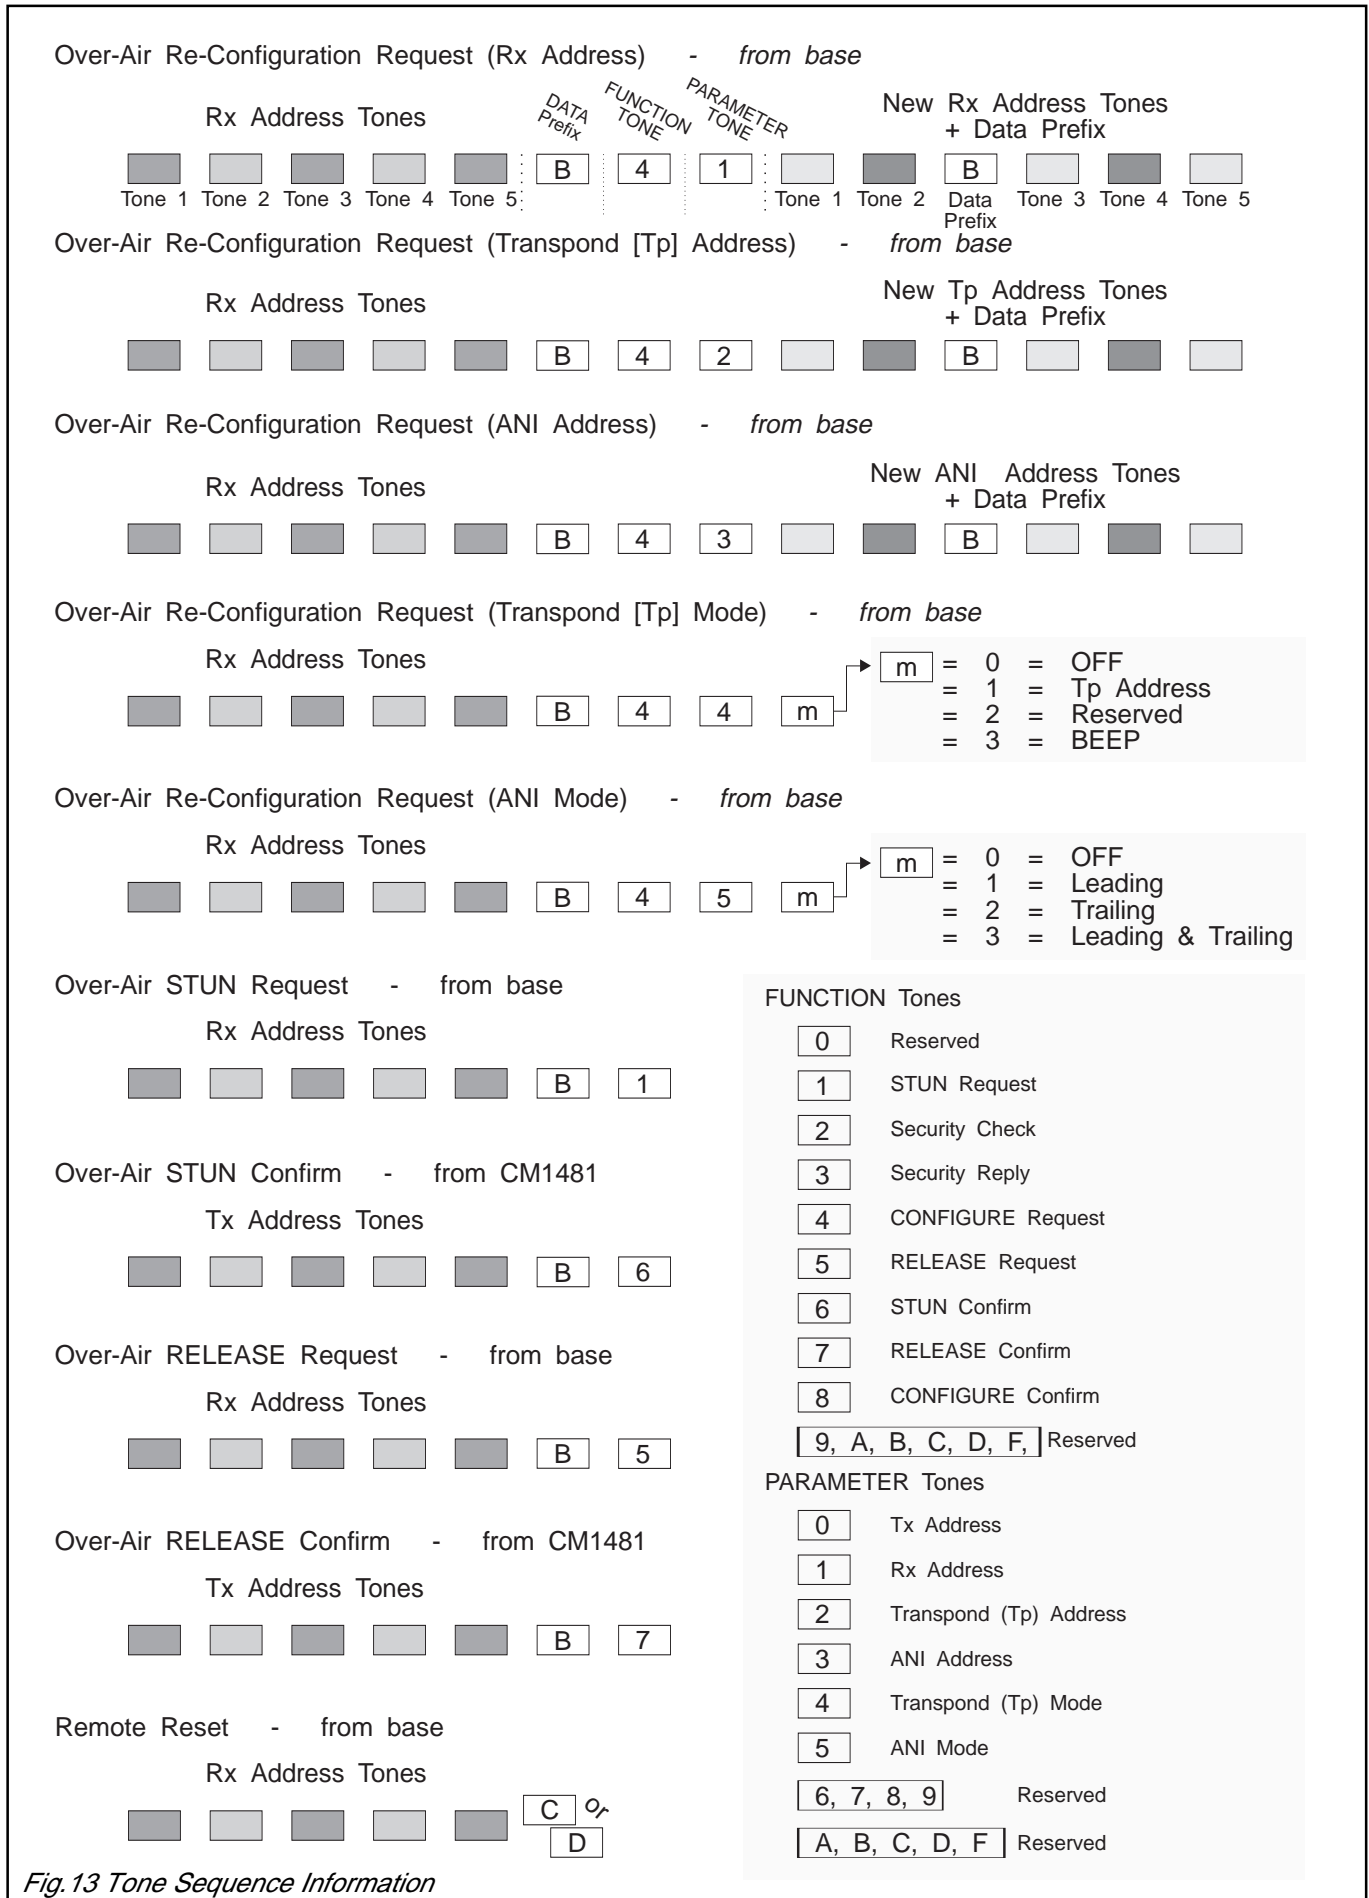 Over-Air Re-Configuration Request (Rx Address) - from base
Rx Address Tones
DATA Prefix
FUNCTION TONE
PARAMETER TONE
New Rx Address Tones
+ Data Prefix
B 4 1 B
Tone 1 Tone 2 Tone 3 Tone 4 Tone 5 Tone 1 Tone 2 Data Prefix Tone 3 Tone 4 Tone 5
Over-Air Re-Configuration Request (Transpond [Tp] Address) - from base
Rx Address Tones
New Tp Address Tones
+ Data Prefix
B 4 2 B
Over-Air Re-Configuration Request (ANI Address) - from base
Rx Address Tones
New ANI Address Tones
+ Data Prefix
B 4 3 B
Over-Air Re-Configuration Request (Transpond [Tp] Mode) - from base
Rx Address Tones
B 4 4 m
m = 0 = OFF
= 1 = Tp Address
= 2 = Reserved
= 3 = BEEP
Over-Air Re-Configuration Request (ANI Mode) - from base
Rx Address Tones
B 4 5 m
m = 0 = OFF
= 1 = Leading
= 2 = Trailing
= 3 = Leading & Trailing
Over-Air STUN Request - from base
Rx Address Tones
B 1
Over-Air STUN Confirm - from CM1481
Tx Address Tones
B 6
Over-Air RELEASE Request - from base
Rx Address Tones
B 5
Over-Air RELEASE Confirm - from CM1481
Tx Address Tones
B 7
Remote Reset - from base
Rx Address Tones
C or D
FUNCTION Tones
0 Reserved
1 STUN Request
2 Security Check
3 Security Reply
4 CONFIGURE Request
5 RELEASE Request
6 STUN Confirm
7 RELEASE Confirm
8 CONFIGURE Confirm
9, A, B, C, D, F, Reserved
PARAMETER Tones
0 Tx Address
1 Rx Address
2 Transpond (Tp) Address
3 ANI Address
4 Transpond (Tp) Mode
5 ANI Mode
6, 7, 8, 9 Reserved
A, B, C, D, F Reserved
Fig.13 Tone Sequence Information